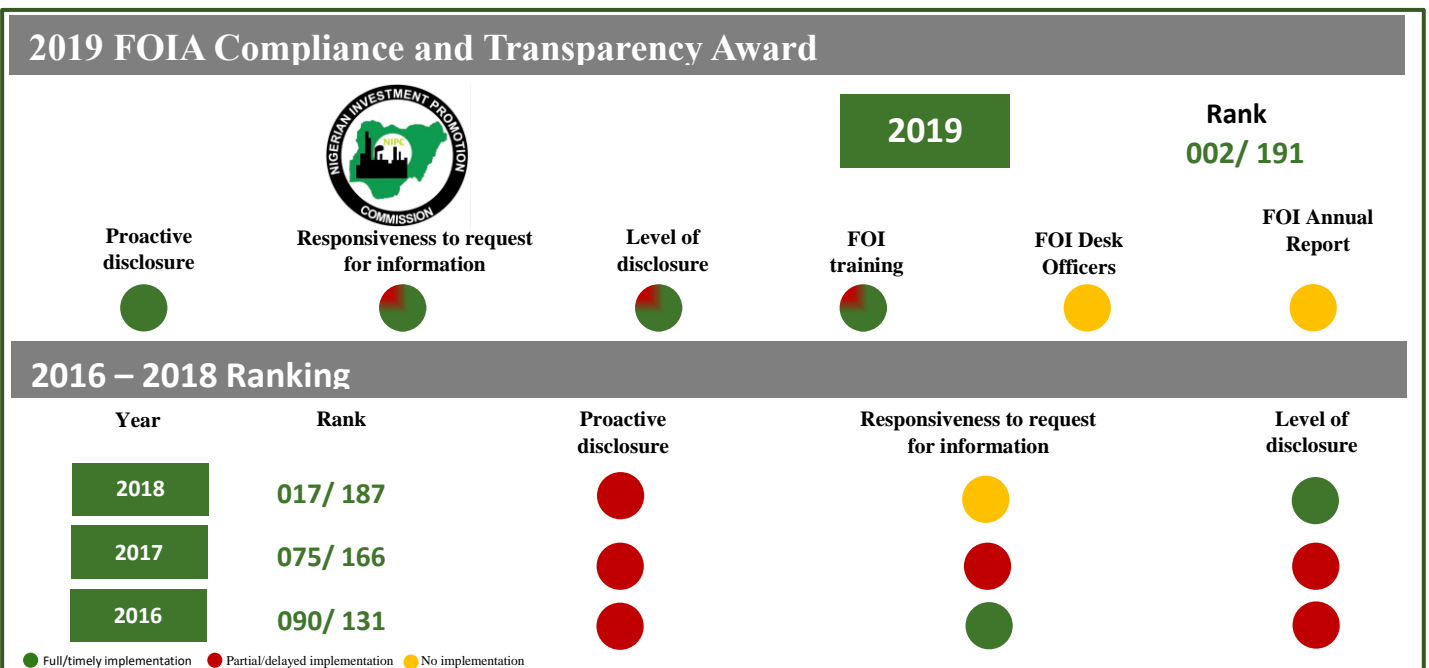 2019 FOIA Compliance and Transparency Award
NIGERIAN INVESTMENT PROMOTION
NIPC
COMMISSION
2019
Rank
002/ 191
Proactive
disclosure
Responsiveness to request
for information
Level of
disclosure
FOI
training
FOI Desk
Officers
FOI Annual
Report
2016 – 2018 Ranking
Year
Rank
Proactive
disclosure
Responsiveness to request
for information
Level of
disclosure
2018
017/ 187
2017
075/ 166
2016
090/ 131
Full/timely implementation Partial/delayed implementation No implementation